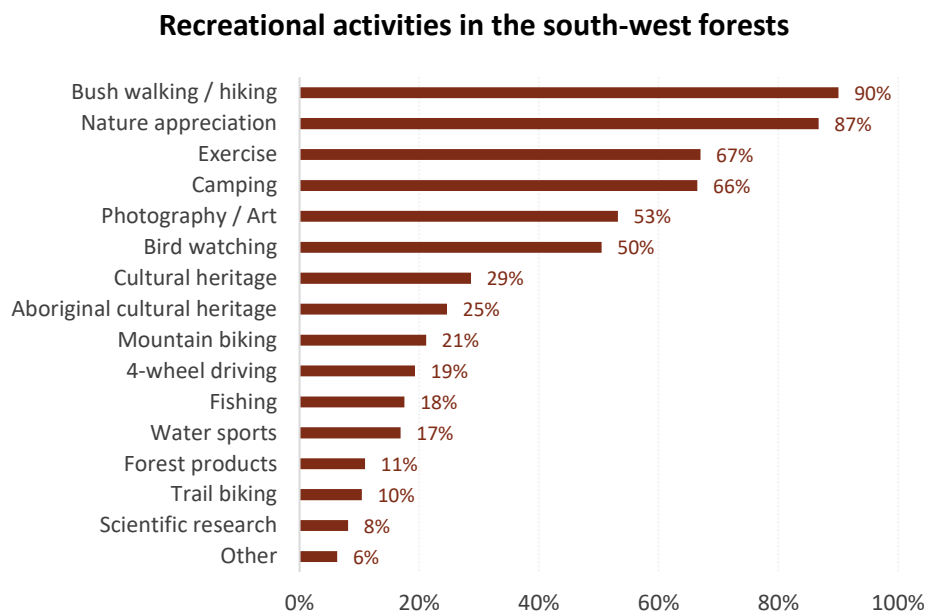 Recreational activities in the south-west forests
Bush walking / hiking 90%
Nature appreciation 87%
Exercise 67%
Camping 66%
Photography / Art 53%
Bird watching 50%
Cultural heritage 29%
Aboriginal cultural heritage 25%
Mountain biking 21%
4-wheel driving 19%
Fishing 18%
Water sports 17%
Forest products 11%
Trail biking 10%
Scientific research 8%
Other 6%
0% 20% 40% 60% 80% 100%